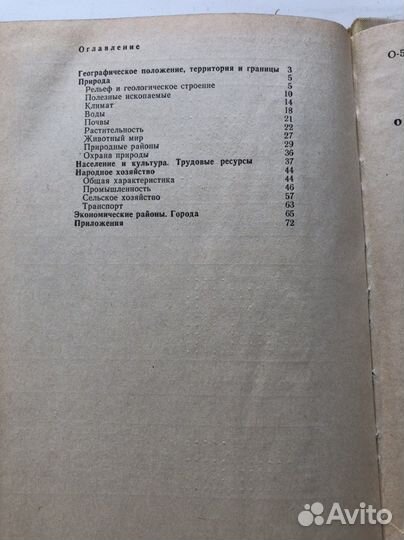 Оглавление
Географическое положение, территория и границы 3
Природа 5
Рельеф и геологическое строение 5
Полезные ископаемые 10
Климат 14
Воды 18
Почвы 21
Растительность 22
Животный мир 27
Природные районы 29
Охрана природы 36
Население и культура. Трудовые ресурсы 37
Народное хозяйство 44
Общая характеристика 44
Промышленность 46
Сельское хозяйство 57
Транспорт 63
Экономические районы. Города 65
Приложения 72
О-5
О
Avito